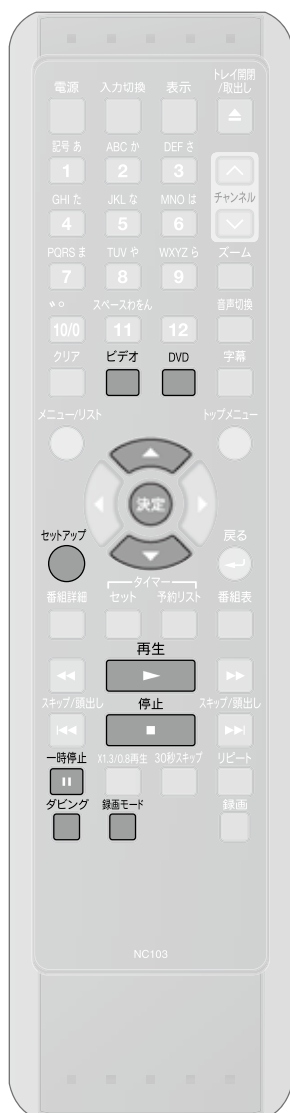 電源 入力切換 表示 トレイ開閉
/取出し
記号 あ ABC か DEF さ
1 2 3
GHI た JKL な MNO は チャンネル
4 5 6
PQRS ま TUV や WXYZ ら ズーム
7 8 9
゛゜ スペースわをん 音声切換
10/0 11 12
クリア ビデオ DVD 字幕
メニュー/リスト トップメニュー
決定
セットアップ 戻る
タイマー
番組詳細 セット 予約リスト 番組表
再生
スキップ/頭出し 停止 スキップ/頭出し
一時停止 X1.3/0.8再生 30秒スキップ リピート
ダビング 録画モード 録画
NC103